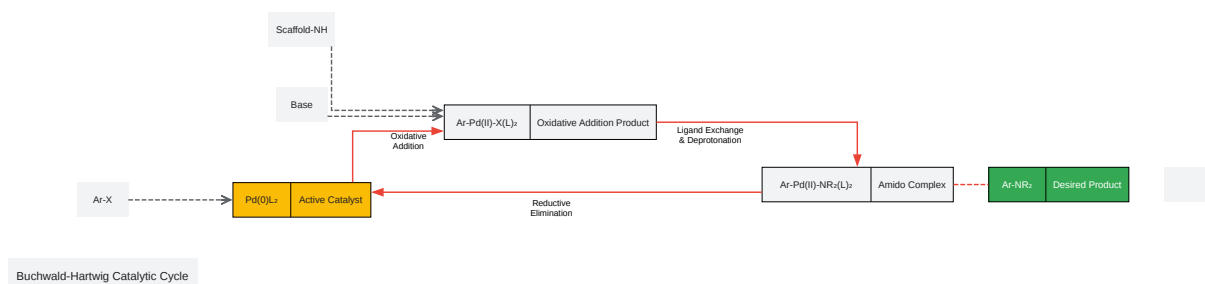 Scaffold-NH
Base
Ar-Pd(II)-X(L)₂ Oxidative Addition Product
Oxidative
Addition
Ligand Exchange
& Deprotonation
Ar-X
Pd(0)L₂ Active Catalyst
Reductive
Elimination
Ar-Pd(II)-NR₂(L)₂ Amido Complex
Ar-NR₂ Desired Product
Buchwald-Hartwig Catalytic Cycle